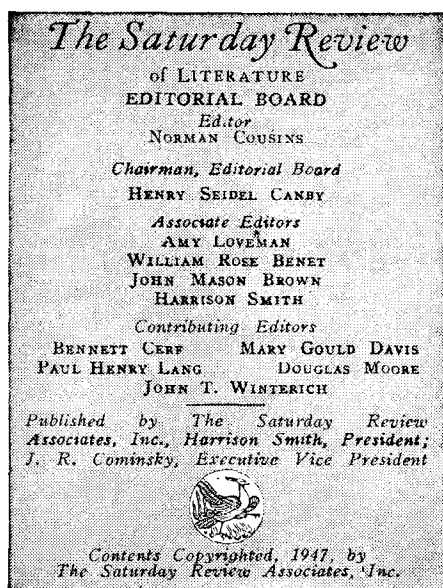 The Saturday Review
of LITERATURE
EDITORIAL BOARD
Editor
NORMAN COUSINS
Chairman, Editorial Board
HENRY SEIDEL CANBY
Associate Editors
AMY LOVEMAN
WILLIAM ROSE BENET
JOHN MASON BROWN
HARRISON SMITH
Contributing Editors
BENNETT CERF MARY GOULD DAVIS
PAUL HENRY LANG DOUGLAS MOORE
JOHN T. WINTERICH
Published by The Saturday Review
Associates, Inc., Harrison Smith, President;
J. R. Cominsky, Executive Vice President
Contents Copyrighted, 1947, by
The Saturday Review Associates, Inc.